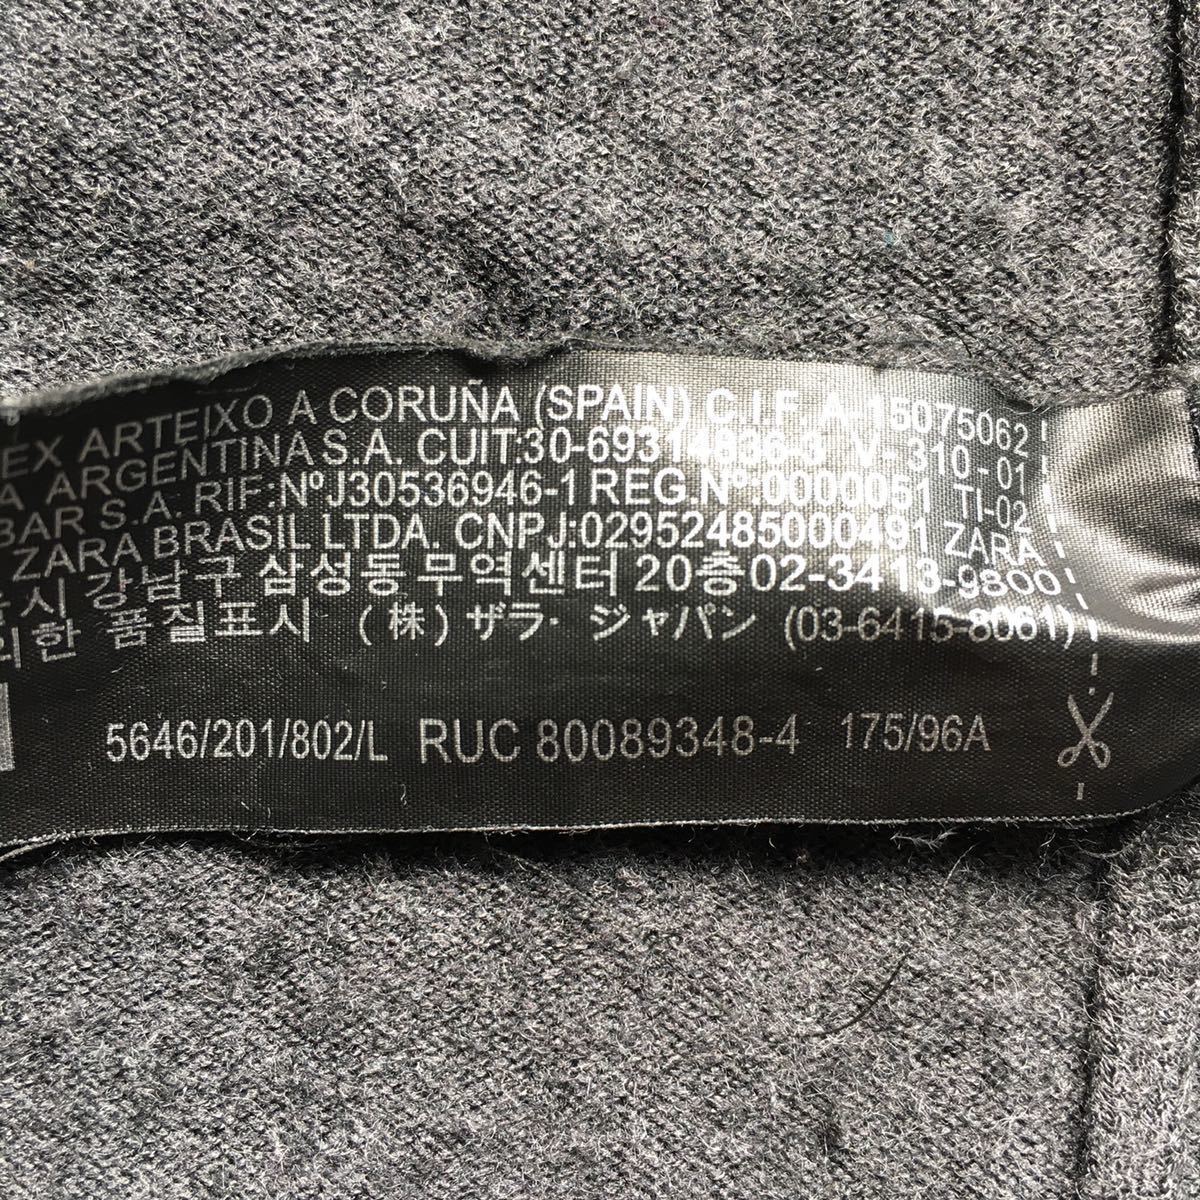 EX ARTEIXO A CORUÑA (SPAIN) C.I.F. A-15075062
A ARGENTINA S.A. CUIT:30-69314836-3 V-310-01
BAR S.A. RIF:NºJ30536946-1 REG.Nº:0000051 TI-02
ZARA BRASIL LTDA. CNPJ:02952485000491 ZARA
시 강남구 삼성동 무역센터 20층 02-3413-9800
외한 품질표시 (株) ザラ・ジャパン (03-6415-8061)
5646/201/802/L RUC 80089348-4 175/96A